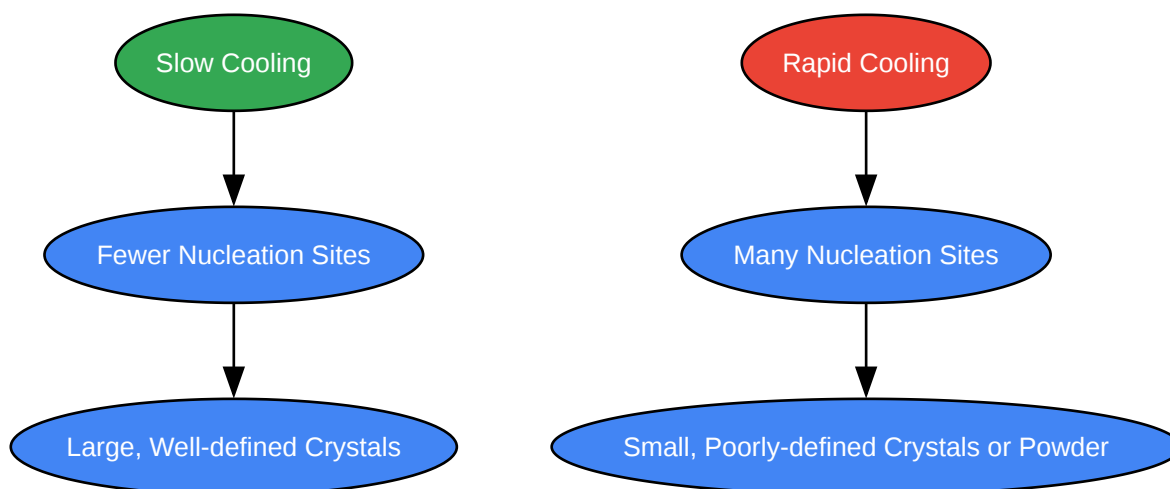 Slow Cooling
Rapid Cooling
Fewer Nucleation Sites
Many Nucleation Sites
Large, Well-defined Crystals
Small, Poorly-defined Crystals or Powder